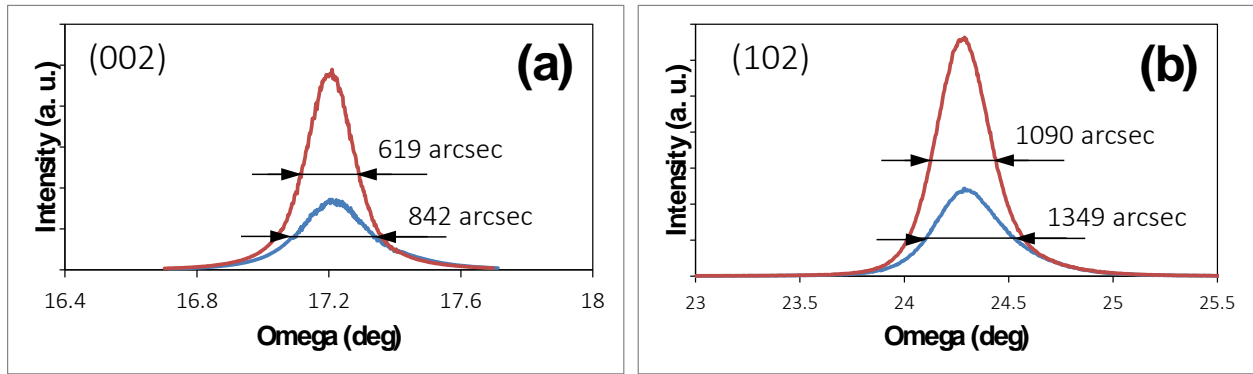 (002)
(a)
Intensity (a. u.)
619 arcsec
842 arcsec
16.4 16.8 17.2 17.6 18
Omega (deg)
(102)
(b)
Intensity (a. u.)
1090 arcsec
1349 arcsec
23 23.5 24 24.5 25 25.5
Omega (deg)